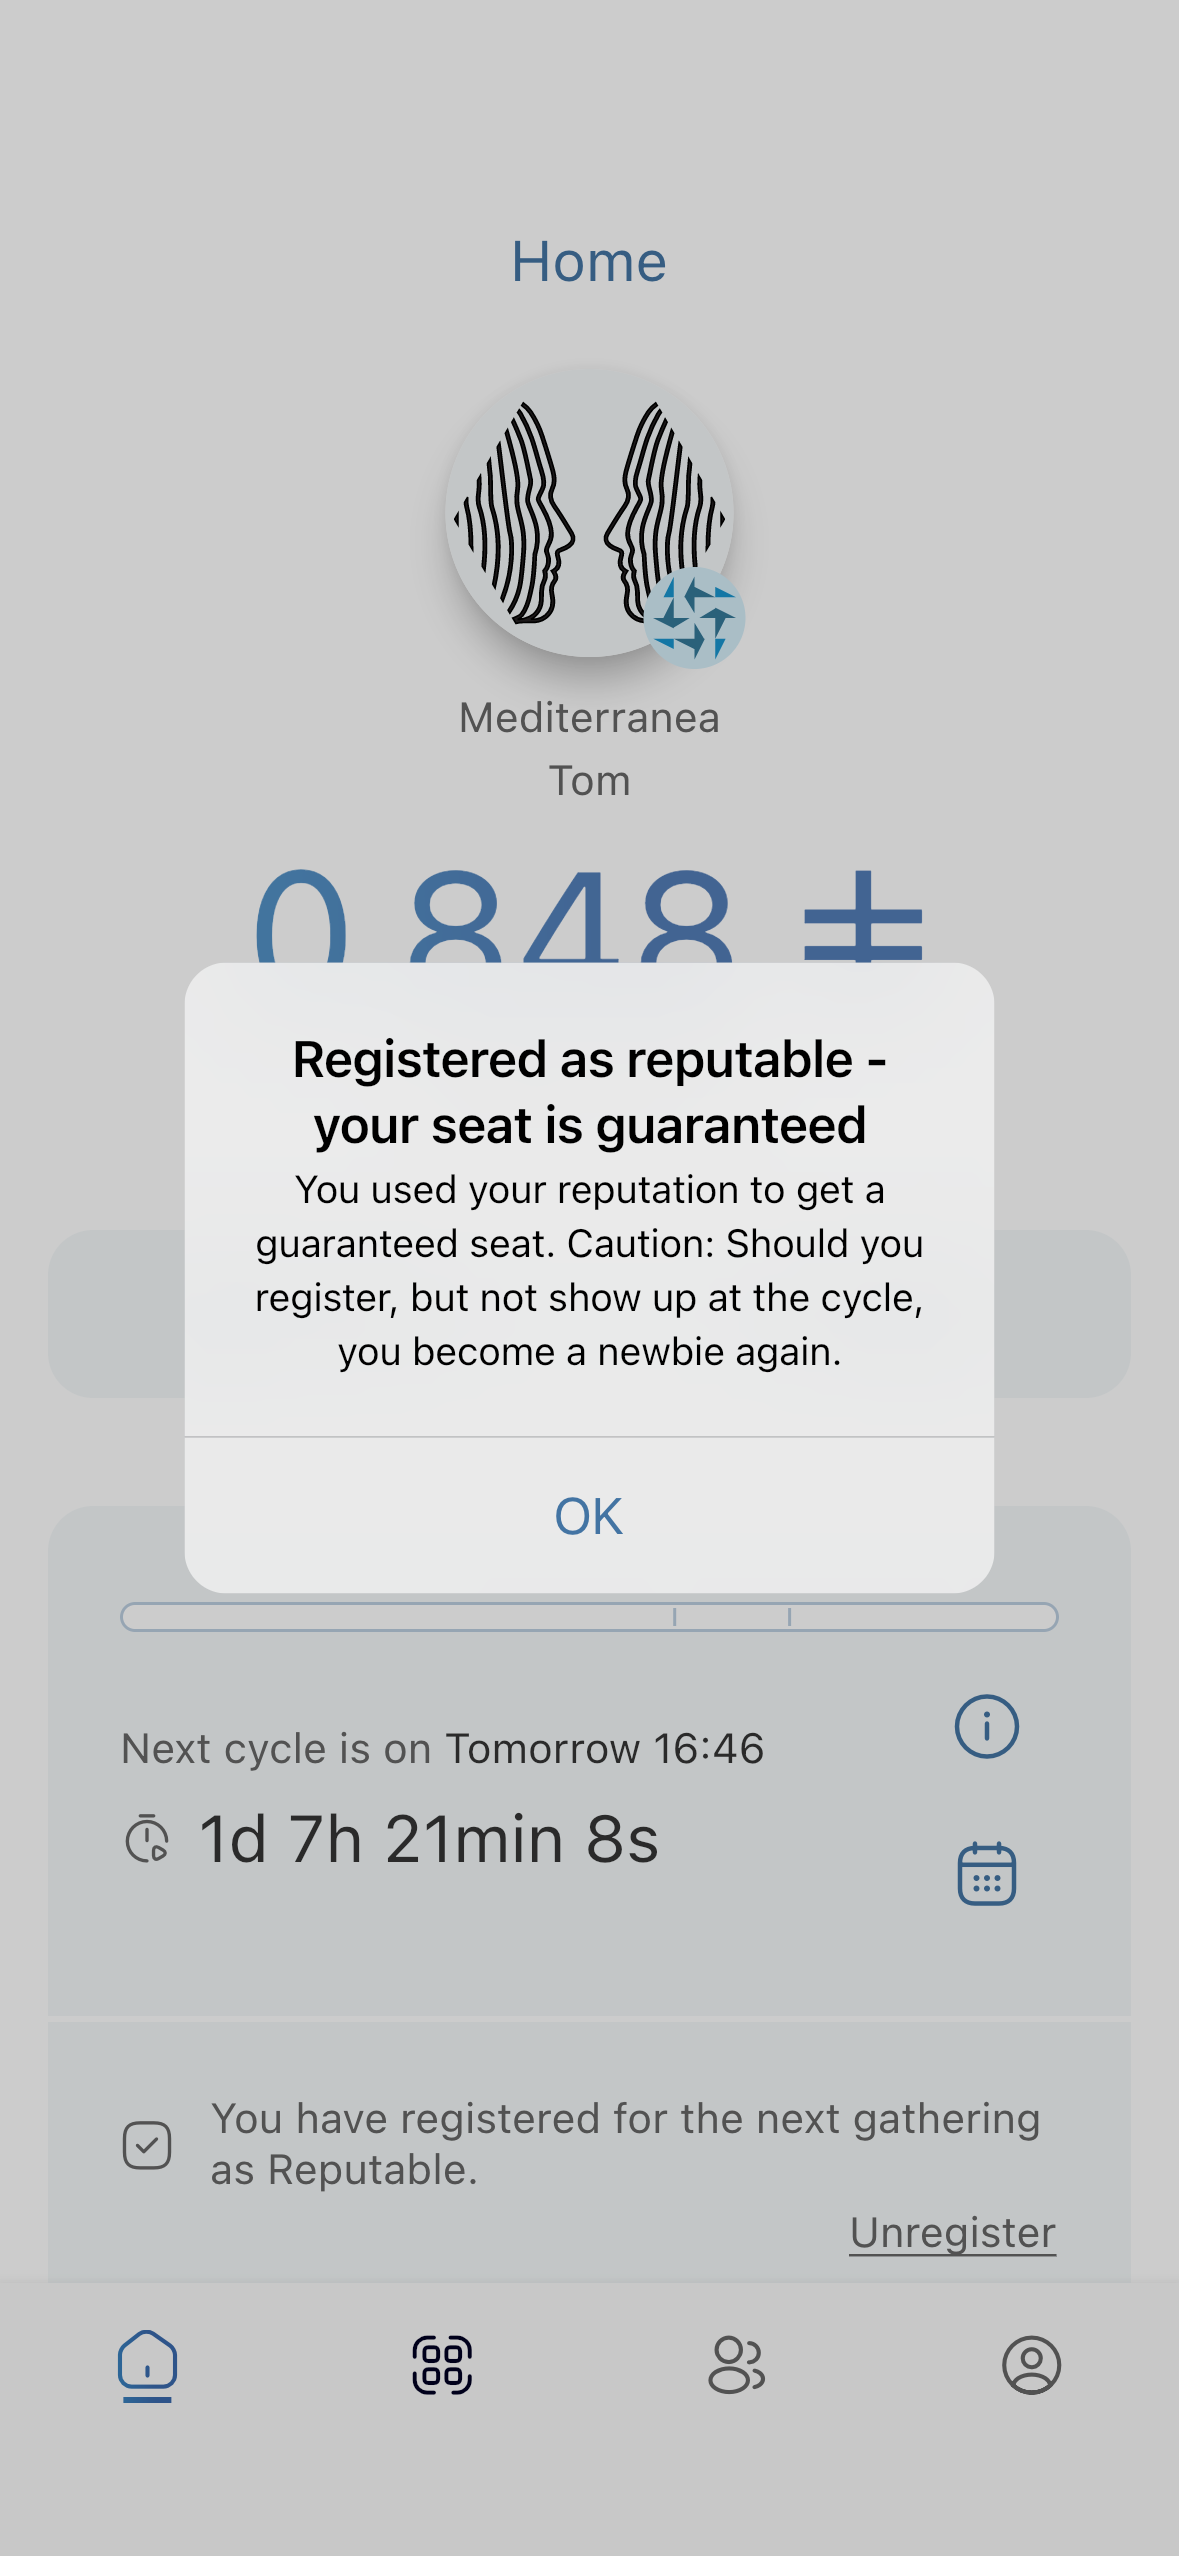 Home
Mediterranea
Tom
0.848 ⧧
Registered as reputable -
your seat is guaranteed
You used your reputation to get a
guaranteed seat. Caution: Should you
register, but not show up at the cycle,
you become a newbie again.
OK
Next cycle is on Tomorrow 16:46
1d 7h 21min 8s
You have registered for the next gathering
as Reputable.
Unregister